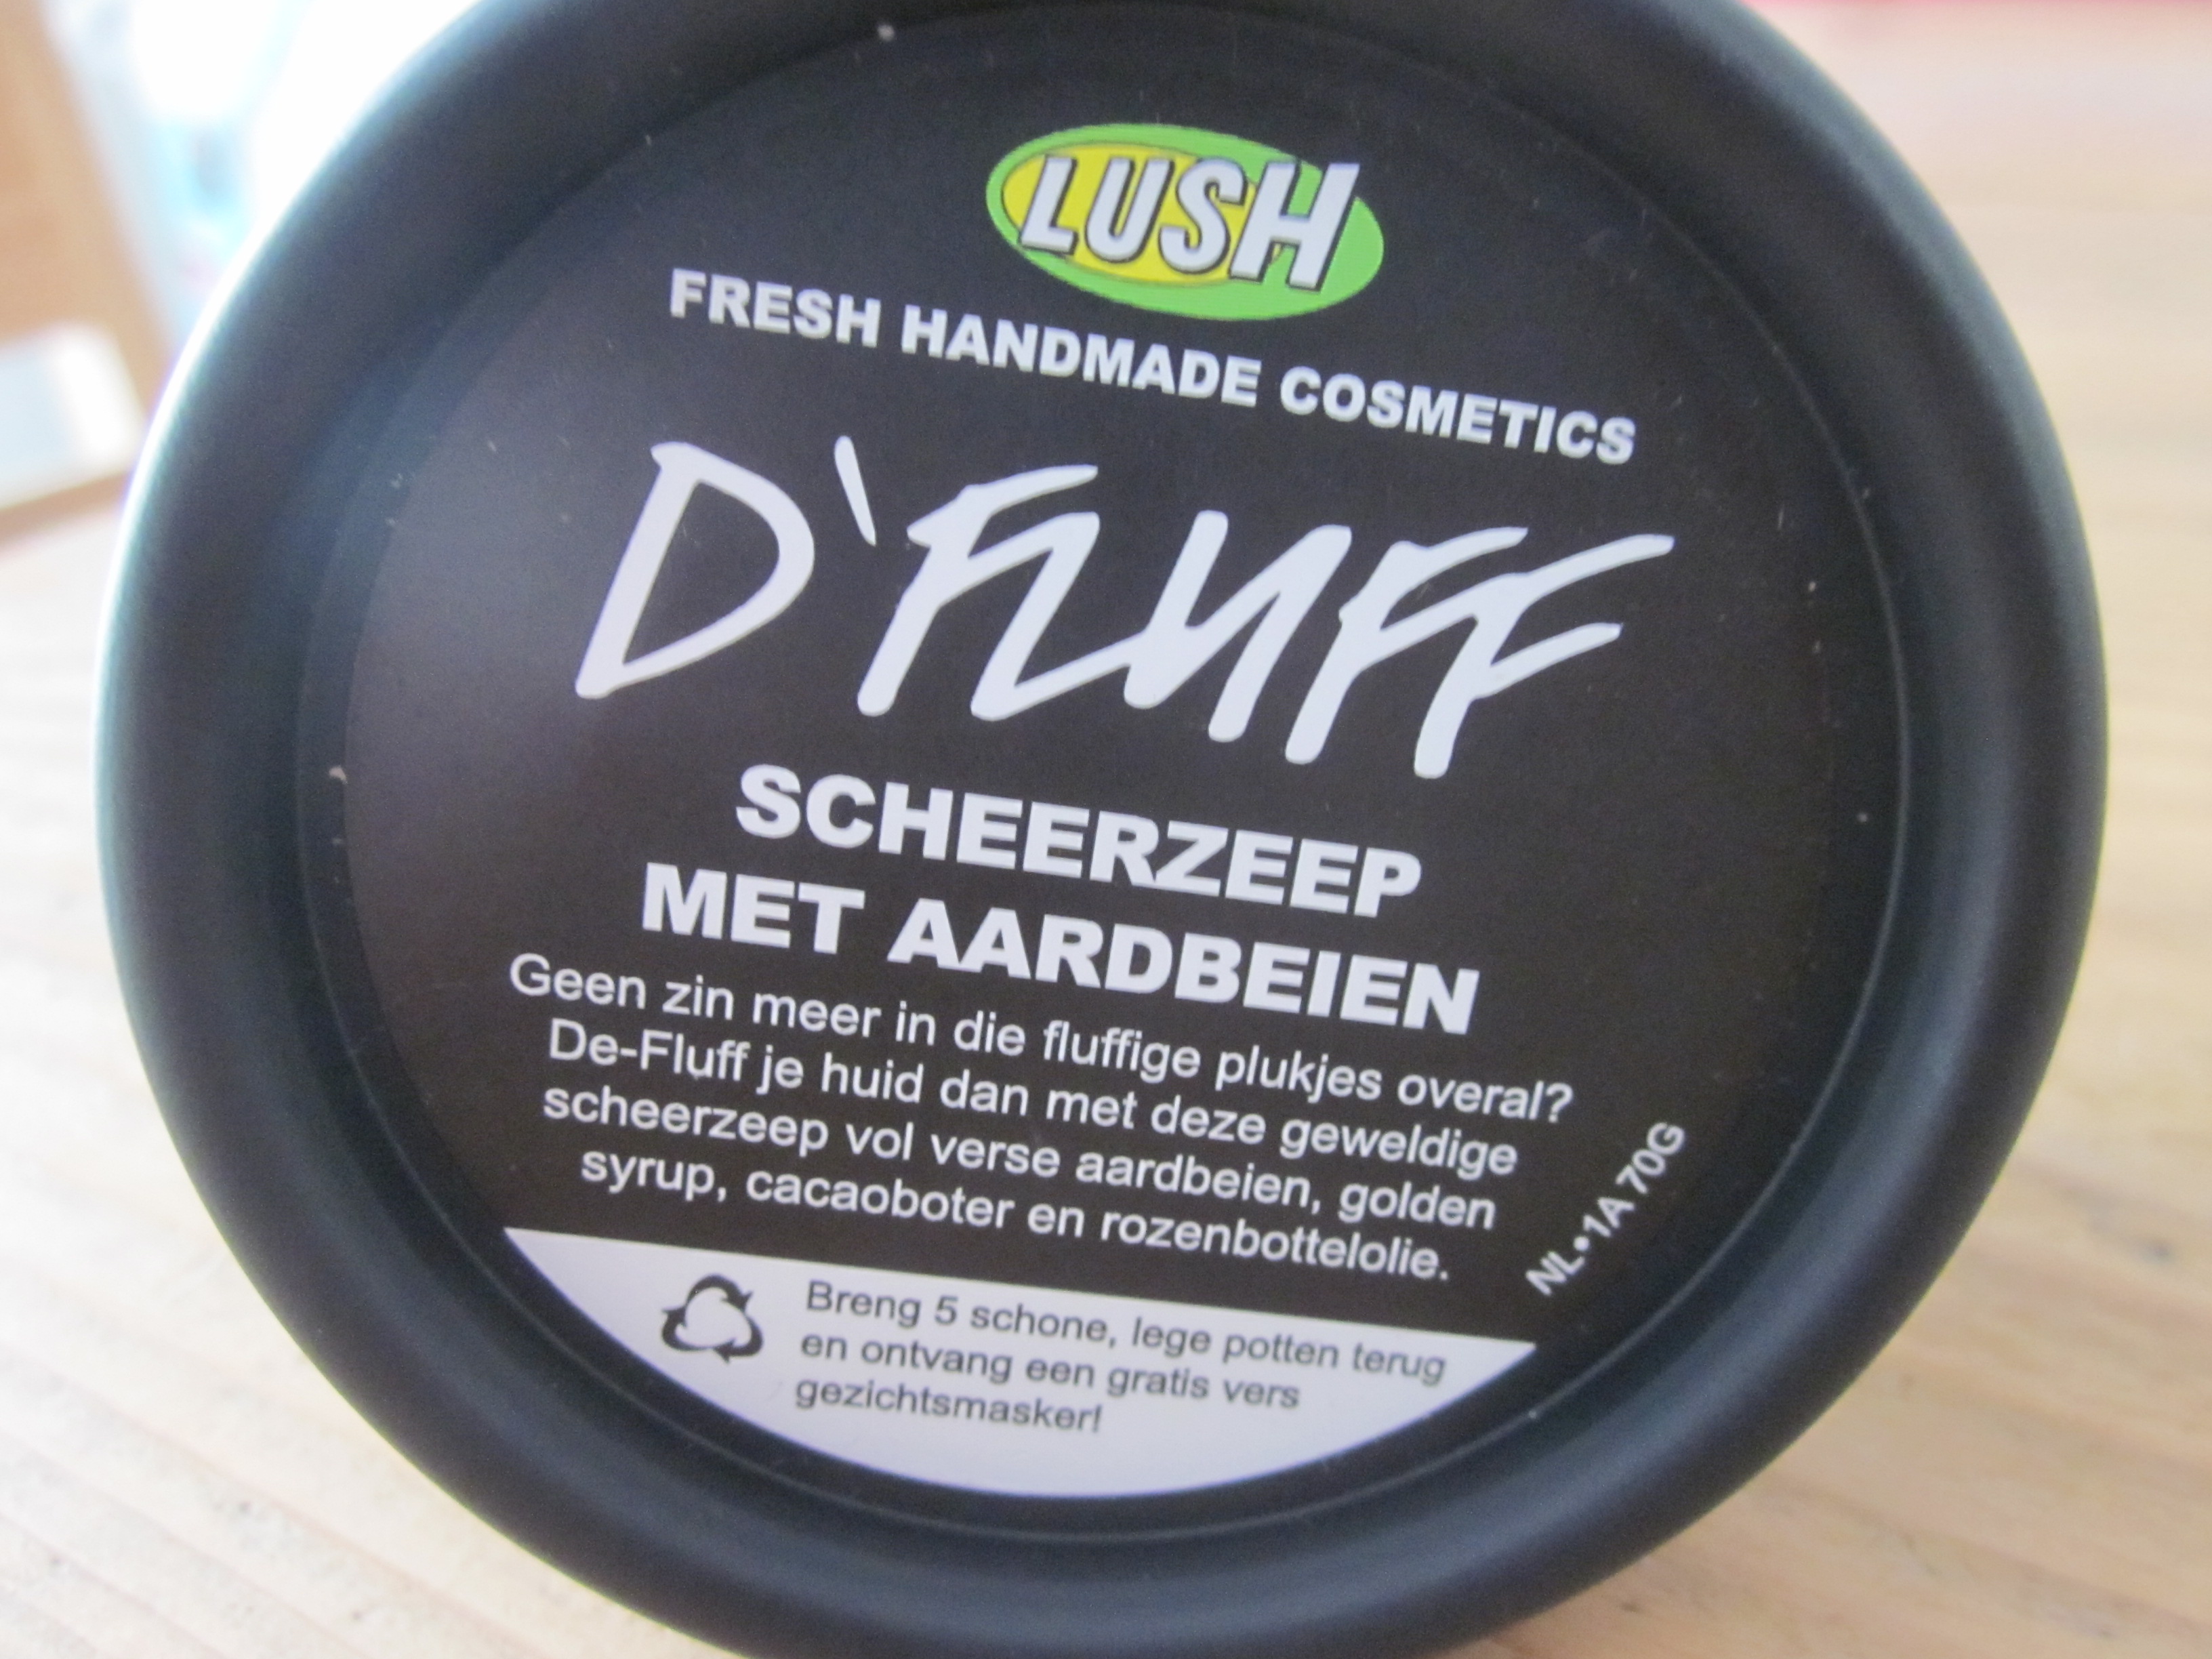 LUSH
FRESH HANDMADE COSMETICS
D`FLUFF
SCHEERZEEP
MET AARDBEIEN
Geen zin meer in die fluffige plukjes overal?
De-Fluff je huid dan met deze geweldige
scheerzeep vol verse aardbeien, golden
syrup, cacaoboter en rozenbottelolie.
NL•1A 70G
Breng 5 schone, lege potten terug
en ontvang een gratis vers
gezichtsmasker!